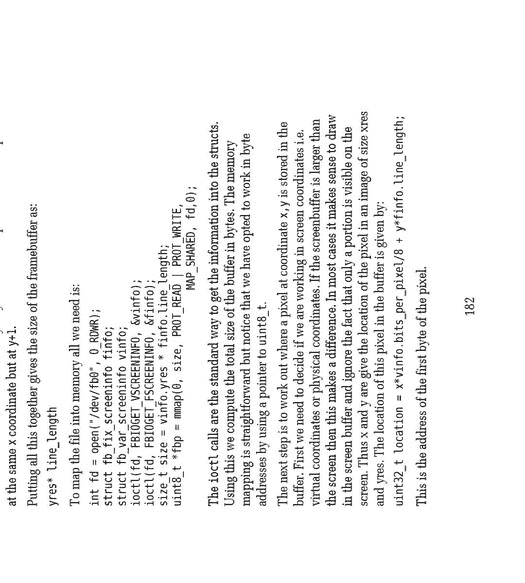 at the same x coordinate but at y+1.
Putting all this together gives the size of the framebuffer as:
yres* line_length
To map the file into memory all we need is:
int fd = open("/dev/fb0", O_RDWR);
struct fb_fix_screeninfo finfo;
struct fb_var_screeninfo vinfo;
ioctl(fd, FBIOGET_VSCREENINFO, &vinfo);
ioctl(fd, FBIOGET_FSCREENINFO, &finfo);
size_t size = vinfo.yres * finfo.line_length;
uint8_t *fbp = mmap(0, size, PROT_READ | PROT_WRITE,
MAP_SHARED, fd,0);
The ioctl calls are the standard way to get the information into the structs.
Using this we compute the total size of the buffer in bytes. The memory
mapping is straightforward but notice that we have opted to work in byte
addresses by using a pointer to uint8_t.
The next step is to work out where a pixel at coordinate x,y is stored in the
buffer. First we need to decide if we are working in screen coordinates i.e.
virtual coordinates or physical coordinates. If the screenbuffer is larger than
the screen then this makes a difference. In most cases it makes sense to draw
in the screen buffer and ignore the fact that only a portion is visible on the
screen. Thus x and y are give the location of the pixel in an image of size xres
and yres. The location of this pixel in the buffer is given by:
uint32_t location = x*vinfo.bits_per_pixel/8 + y*finfo.line_length;
This is the address of the first byte of the pixel.
182